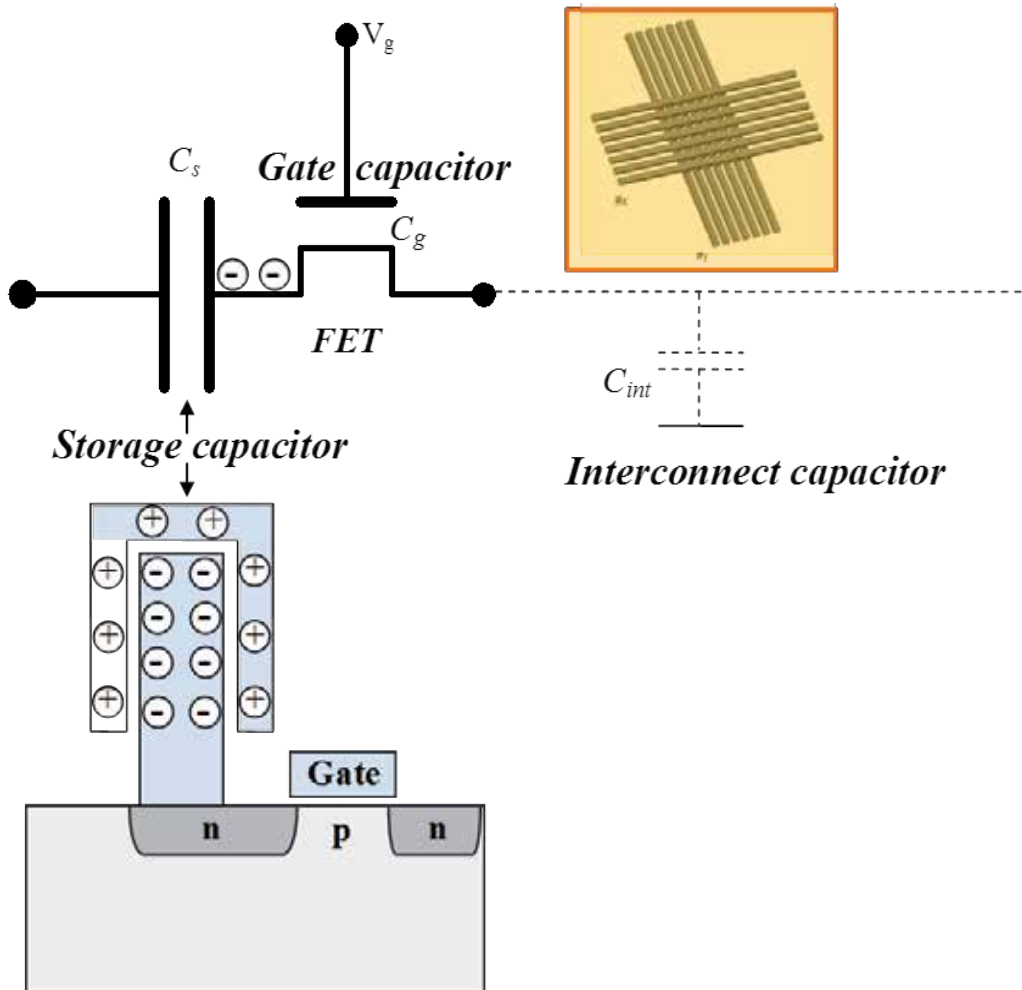 V_g
C_s
Gate capacitor
C_g
- -
FET
C_int
Storage capacitor
Interconnect capacitor
+ +
+ - - +
- -
+ - - +
- -
+ - - +
Gate
n p n